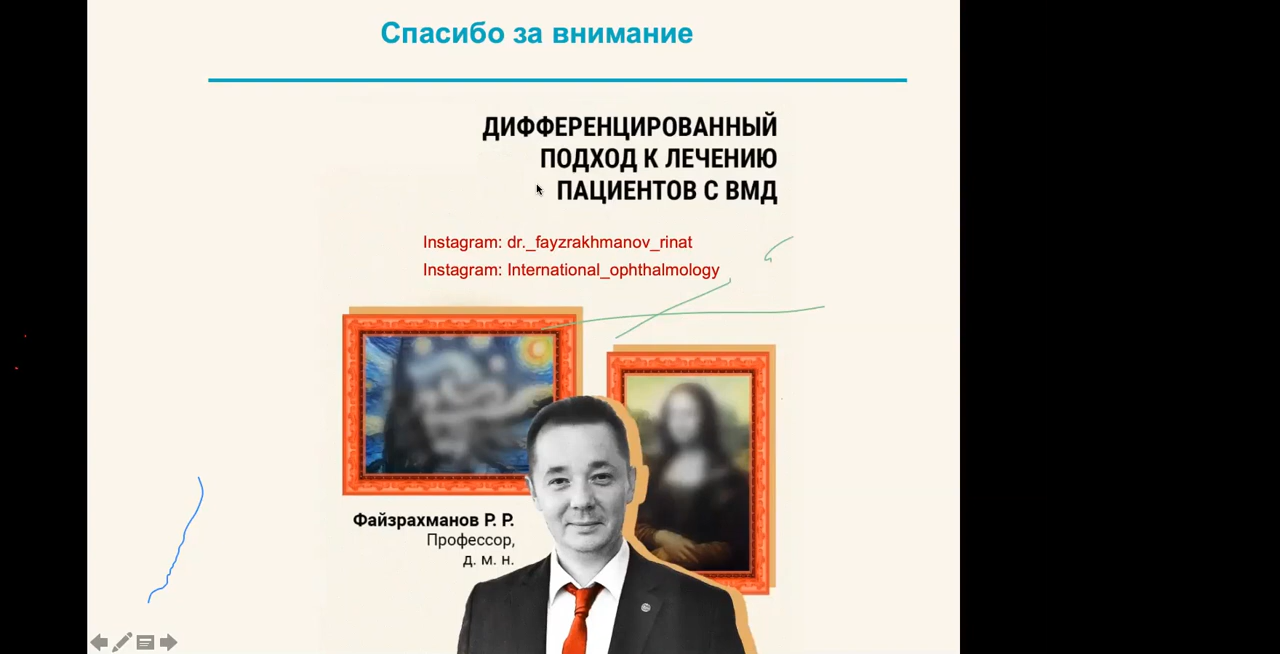 Спасибо за внимание
ДИФФЕРЕНЦИРОВАННЫЙ
ПОДХОД К ЛЕЧЕНИЮ
ПАЦИЕНТОВ С ВМД
Instagram: dr._fayzrakhmanov_rinat
Instagram: International_ophthalmology
Файзрахманов Р. Р.
Профессор,
д. м. н.